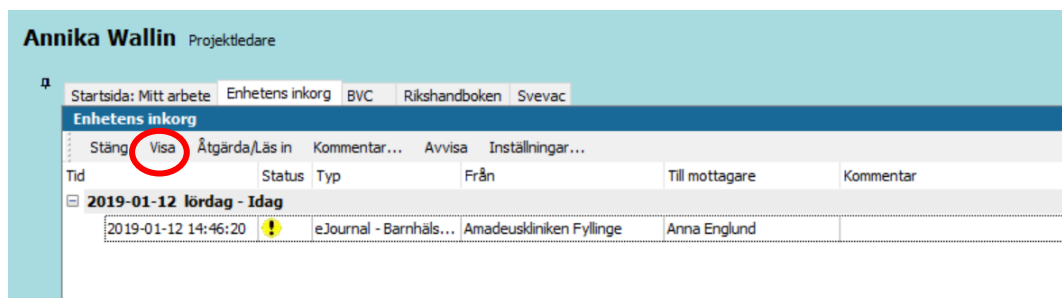 Annika Wallin Projektledare
Startsida: Mitt arbete Enhetens inkorg BVC Rikshandboken Svevac
Enhetens inkorg
Stäng Visa Åtgärda/Läs in Kommentar... Avvisa Inställningar...
Tid Status Typ Från Till mottagare Kommentar
2019-01-12 lördag - Idag
2019-01-12 14:46:20 eJournal - Barnhäls... Amadeuskliniken Fyllinge Anna Englund